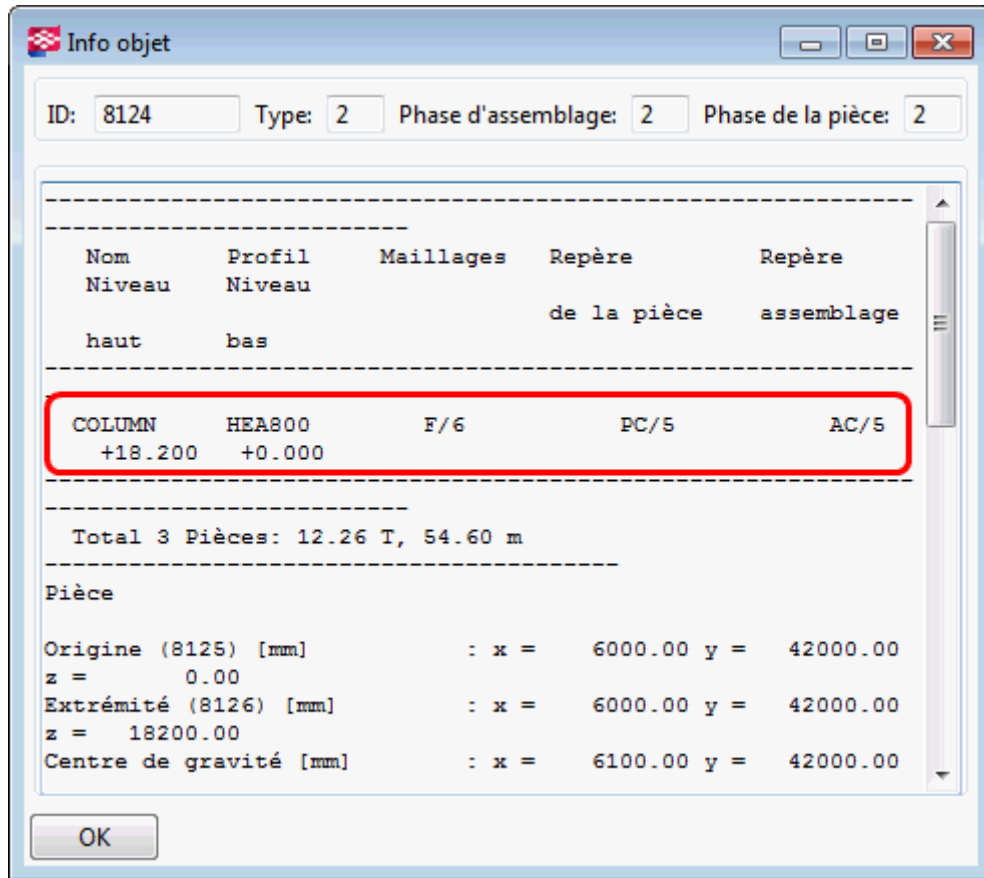 Info objet
ID: 8124 Type: 2 Phase d'assemblage: 2 Phase de la pièce: 2
---------------------------------------------------------------
--------------------------
Nom Profil Maillages Repère Repère
Niveau Niveau
de la pièce assemblage
haut bas
---------------------------------------------------------------
COLUMN HEA800 F/6 PC/5 AC/5
+18.200 +0.000
---------------------------------------------------------------
--------------------------
Total 3 Pièces: 12.26 T, 54.60 m
-----------------------------------------
Pièce
Origine (8125) [mm] : x = 6000.00 y = 42000.00
z = 0.00
Extrémité (8126) [mm] : x = 6000.00 y = 42000.00
z = 18200.00
Centre de gravité [mm] : x = 6100.00 y = 42000.00
OK